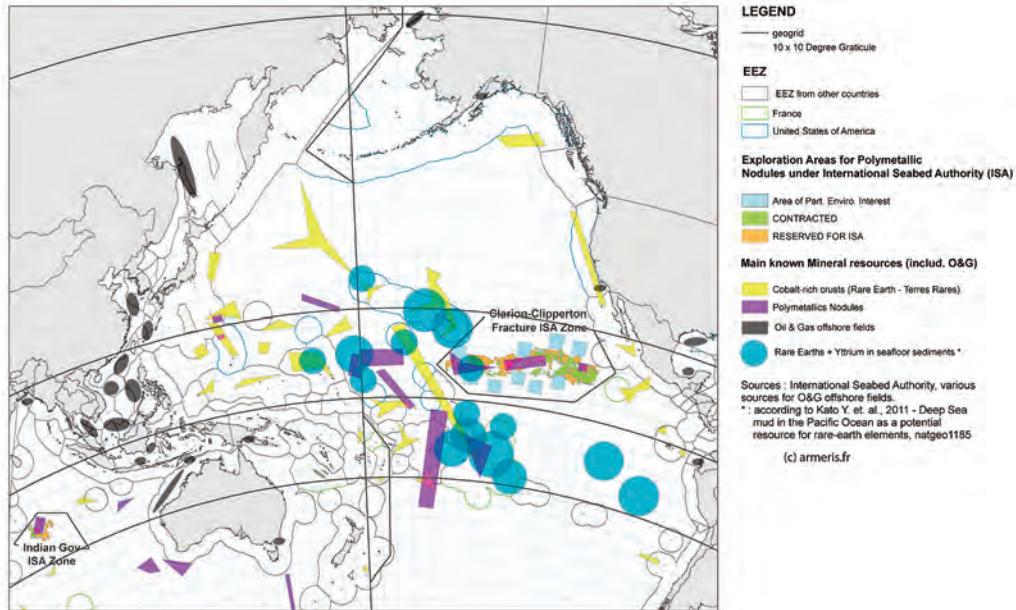 Clarion-Clipperton
Fracture ISA Zone
Indian Gov
ISA Zone
LEGEND
geogrid
10 x 10 Degree Graticule
EEZ
EEZ from other countries
France
United States of America
Exploration Areas for Polymetallic
Nodules under International Seabed Authority (ISA)
Area of Part. Enviro. Interest
CONTRACTED
RESERVED FOR ISA
Main known Mineral resources (includ. O&G)
Cobalt-rich crusts (Rare Earth - Terres Rares)
Polymetallics Nodules
Oil & Gas offshore fields
Rare Earths + Yttrium in seafloor sediments *
Sources : International Seabed Authority, various
sources for O&G offshore fields.
* : according to Kato Y. et. al., 2011 - Deep Sea
mud in the Pacific Ocean as a potential
resource for rare-earth elements, natgeo1185
(c) armeris.fr